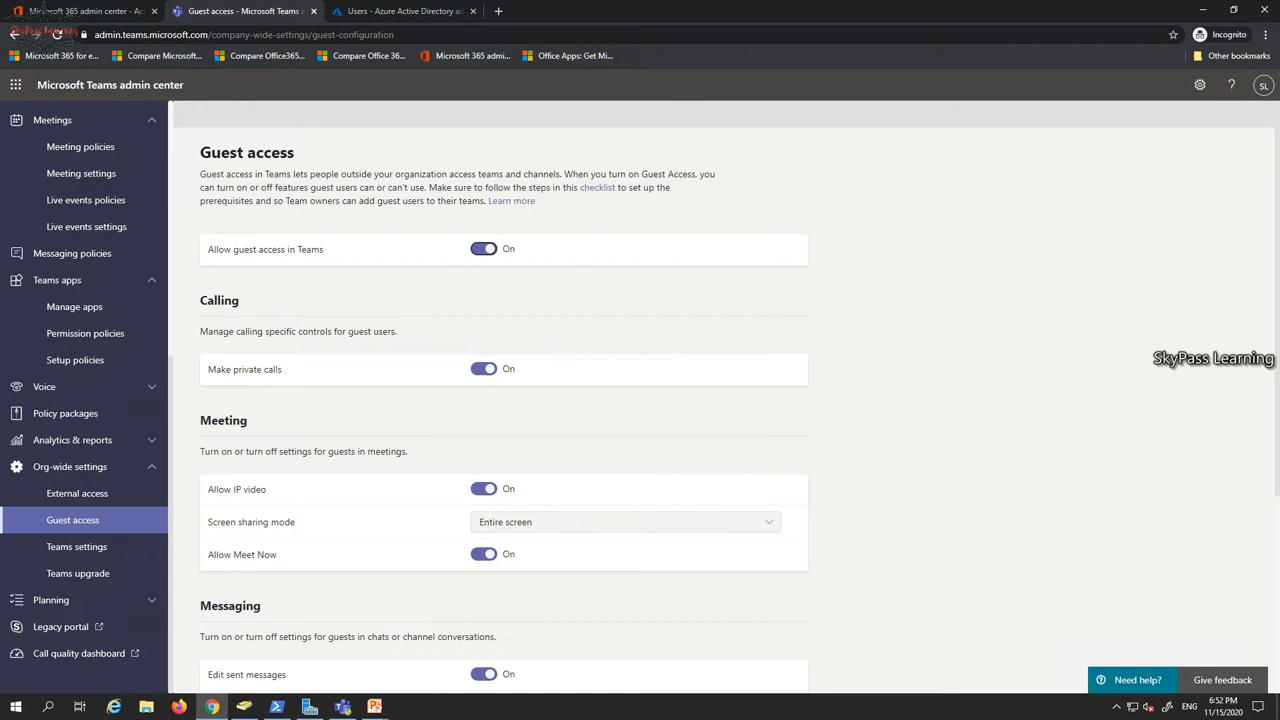 Microsoft 365 admin center - Ac
Guest access - Microsoft Teams a
Users - Azure Active Directory ad
SkyPass Learning
admin.teams.microsoft.com/company-wide-settings/guest-configuration
Incognito
Microsoft 365 for e...
Compare Microsoft...
Compare Office365...
Compare Office 36...
Microsoft 365 admi...
Office Apps: Get Mi...
Other bookmarks
Microsoft Teams admin center
?
SL
Meetings
Meeting policies
Meeting settings
Live events policies
Live events settings
Messaging policies
Teams apps
Manage apps
Permission policies
Setup policies
Voice
Policy packages
Analytics & reports
Org-wide settings
External access
Guest access
Teams settings
Teams upgrade
Planning
Legacy portal
Call quality dashboard
Guest access
Guest access in Teams lets people outside your organization access teams and channels. When you turn on Guest Access, you
can turn on or off features guest users can or can't use. Make sure to follow the steps in this checklist to set up the
prerequisites and so Team owners can add guest users to their teams. Learn more
Allow guest access in Teams On
Calling
Manage calling specific controls for guest users.
Make private calls On
Meeting
Turn on or turn off settings for guests in meetings.
Allow IP video On
Screen sharing mode Entire screen
Allow Meet Now On
Messaging
Turn on or turn off settings for guests in chats or channel conversations.
Edit sent messages On
SkyPass Learning
Need help?
Give feedback
ENG
6:52 PM
11/15/2020